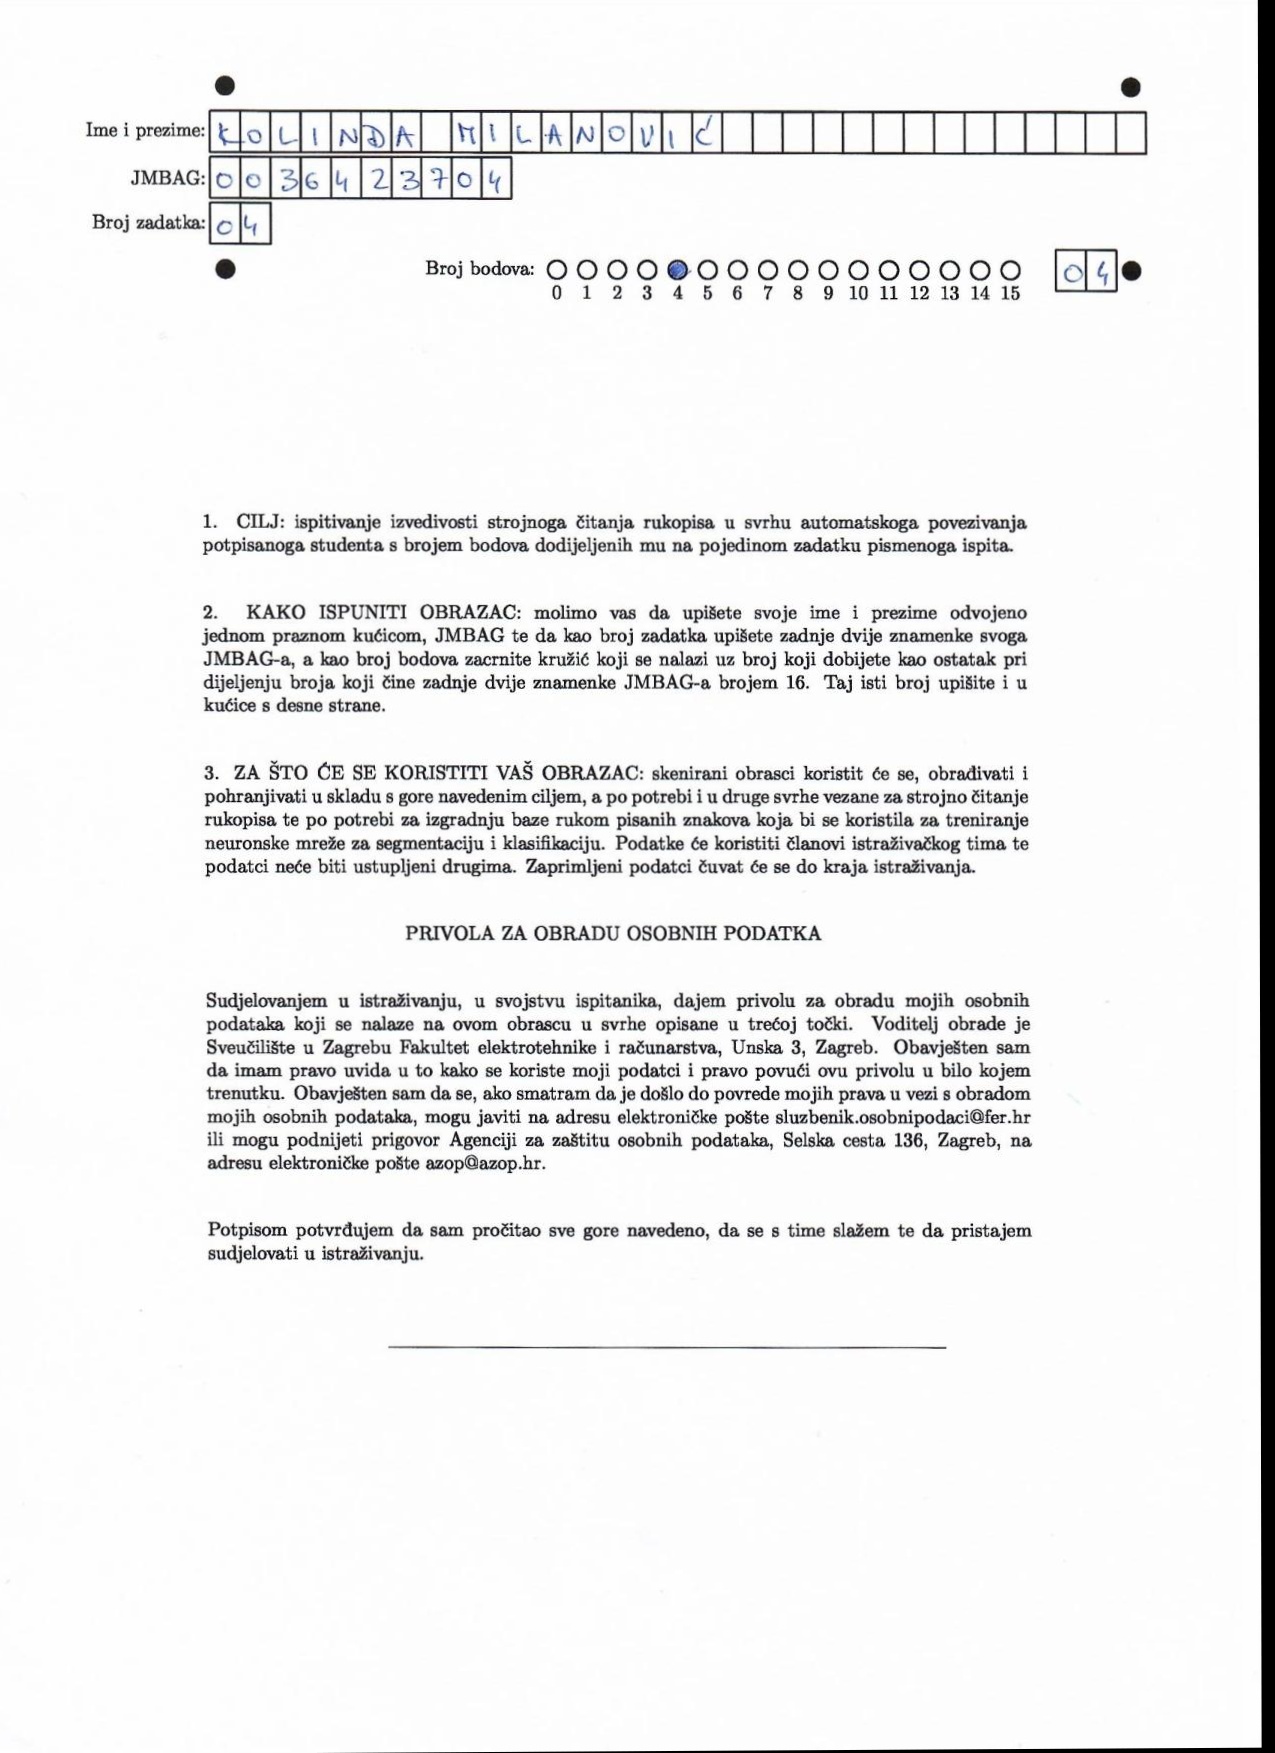 Ime i prezime: KOLINDA MILANOVIĆ
JMBAG: 0036423704
Broj zadatka: 04
Broj bodova: 04
0 1 2 3 4 5 6 7 8 9 10 11 12 13 14 15
1. CILJ: ispitivanje izvedivosti strojnoga čitanja rukopisa u svrhu automatskoga povezivanja
potpisanoga studenta s brojem bodova dodijeljenih mu na pojedinom zadatku pismenoga ispita.
2. KAKO ISPUNITI OBRAZAC: molimo vas da upišete svoje ime i prezime odvojeno
jednom praznom kućicom, JMBAG te da kao broj zadatka upišete zadnje dvije znamenke svoga
JMBAG-a, a kao broj bodova zacrnite kružić koji se nalazi uz broj koji dobijete kao ostatak pri
dijeljenju broja koji čine zadnje dvije znamenke JMBAG-a brojem 16. Taj isti broj upišite i u
kućice s desne strane.
3. ZA ŠTO ĆE SE KORISTITI VAŠ OBRAZAC: skenirani obrasci koristit će se, obrađivati i
pohranjivati u skladu s gore navedenim ciljem, a po potrebi i u druge svrhe vezane za strojno čitanje
rukopisa te po potrebi za izgradnju baze rukom pisanih znakova koja bi se koristila za treniranje
neuronske mreže za segmentaciju i klasifikaciju. Podatke će koristiti članovi istraživačkog tima te
podatci neće biti ustupljeni drugima. Zaprimljeni podatci čuvat će se do kraja istraživanja.
PRIVOLA ZA OBRADU OSOBNIH PODATKA
Sudjelovanjem u istraživanju, u svojstvu ispitanika, dajem privolu za obradu mojih osobnih
podataka koji se nalaze na ovom obrascu u svrhe opisane u trećoj točki. Voditelj obrade je
Sveučilište u Zagrebu Fakultet elektrotehnike i računarstva, Unska 3, Zagreb. Obavješten sam
da imam pravo uvida u to kako se koriste moji podatci i pravo povući ovu privolu u bilo kojem
trenutku. Obavješten sam da se, ako smatram da je došlo do povrede mojih prava u vezi s obradom
mojih osobnih podataka, mogu javiti na adresu elektroničke pošte sluzbenik.osobnipodaci@fer.hr
ili mogu podnijeti prigovor Agenciji za zaštitu osobnih podataka, Selska cesta 136, Zagreb, na
adresu elektroničke pošte azop@azop.hr.
Potpisom potvrđujem da sam pročitao sve gore navedeno, da se s time slažem te da pristajem
sudjelovati u istraživanju.